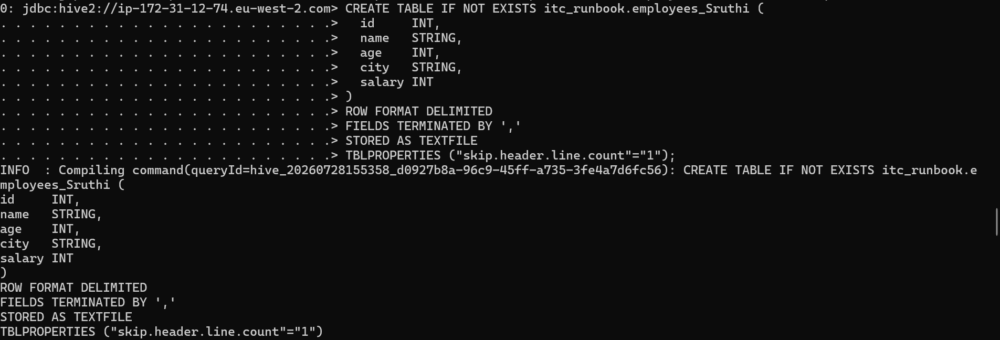 0: jdbc:hive2://ip-172-31-12-74.eu-west-2.com> CREATE TABLE IF NOT EXISTS itc_runbook.employees_Sruthi (
. . . . . . . . . . . . . . . . . . . . . . .>   id     INT,
. . . . . . . . . . . . . . . . . . . . . . .>   name   STRING,
. . . . . . . . . . . . . . . . . . . . . . .>   age    INT,
. . . . . . . . . . . . . . . . . . . . . . .>   city   STRING,
. . . . . . . . . . . . . . . . . . . . . . .>   salary INT
. . . . . . . . . . . . . . . . . . . . . . .> )
. . . . . . . . . . . . . . . . . . . . . . .> ROW FORMAT DELIMITED
. . . . . . . . . . . . . . . . . . . . . . .> FIELDS TERMINATED BY ','
. . . . . . . . . . . . . . . . . . . . . . .> STORED AS TEXTFILE
. . . . . . . . . . . . . . . . . . . . . . .> TBLPROPERTIES ("skip.header.line.count"="1");
INFO  : Compiling command(queryId=hive_20260728155358_d0927b8a-96c9-45ff-a735-3fe4a7d6fc56): CREATE TABLE IF NOT EXISTS itc_runbook.e
mployees_Sruthi (
id     INT,
name   STRING,
age    INT,
city   STRING,
salary INT
)
ROW FORMAT DELIMITED
FIELDS TERMINATED BY ','
STORED AS TEXTFILE
TBLPROPERTIES ("skip.header.line.count"="1")